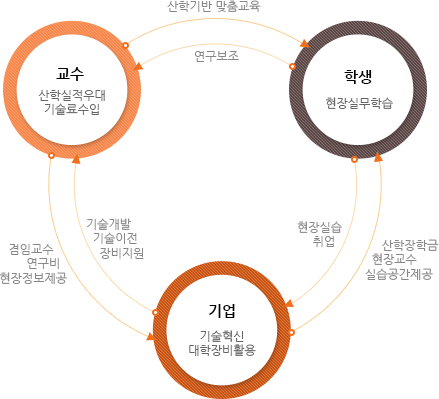 산학기반 맞춤교육
연구보조
교수
산학실적우대
기술료수입
학생
현장실무학습
기술개발
기술이전
장비지원
겸임교수
연구비
현장정보제공
현장실습
취업
산학장학금
현장교수
실습공간제공
기업
기술혁신
대학장비활용